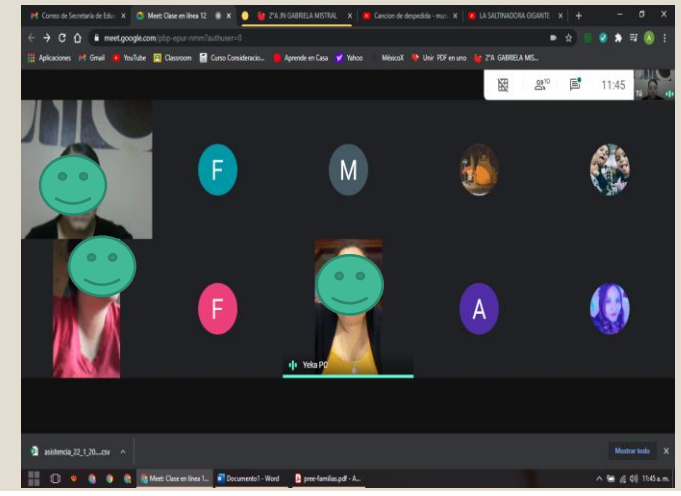 Correo de Secretaría de Educ X
Meet: Clase en línea 12 X
2°A JN GABRIELA MISTRAL X
Cancion de despedida - mus X
LA SALTINADORA GIGANTE X
meet.google.com/pbp-epur-nmm?authuser=0
Aplicaciones Gmail YouTube Classroom Curso Consideracio... Aprende en Casa Yahoo MéxicoX Unir PDF en uno 2°A GABRIELA MIS...
10 11:45
Tú
F M
F A
Yeka PC
asistencia_22_1_20....csv
Mostrar todo X
Meet: Clase en línea 1... Documento1 - Word pree-familias.pdf - A... 11:45 a. m.